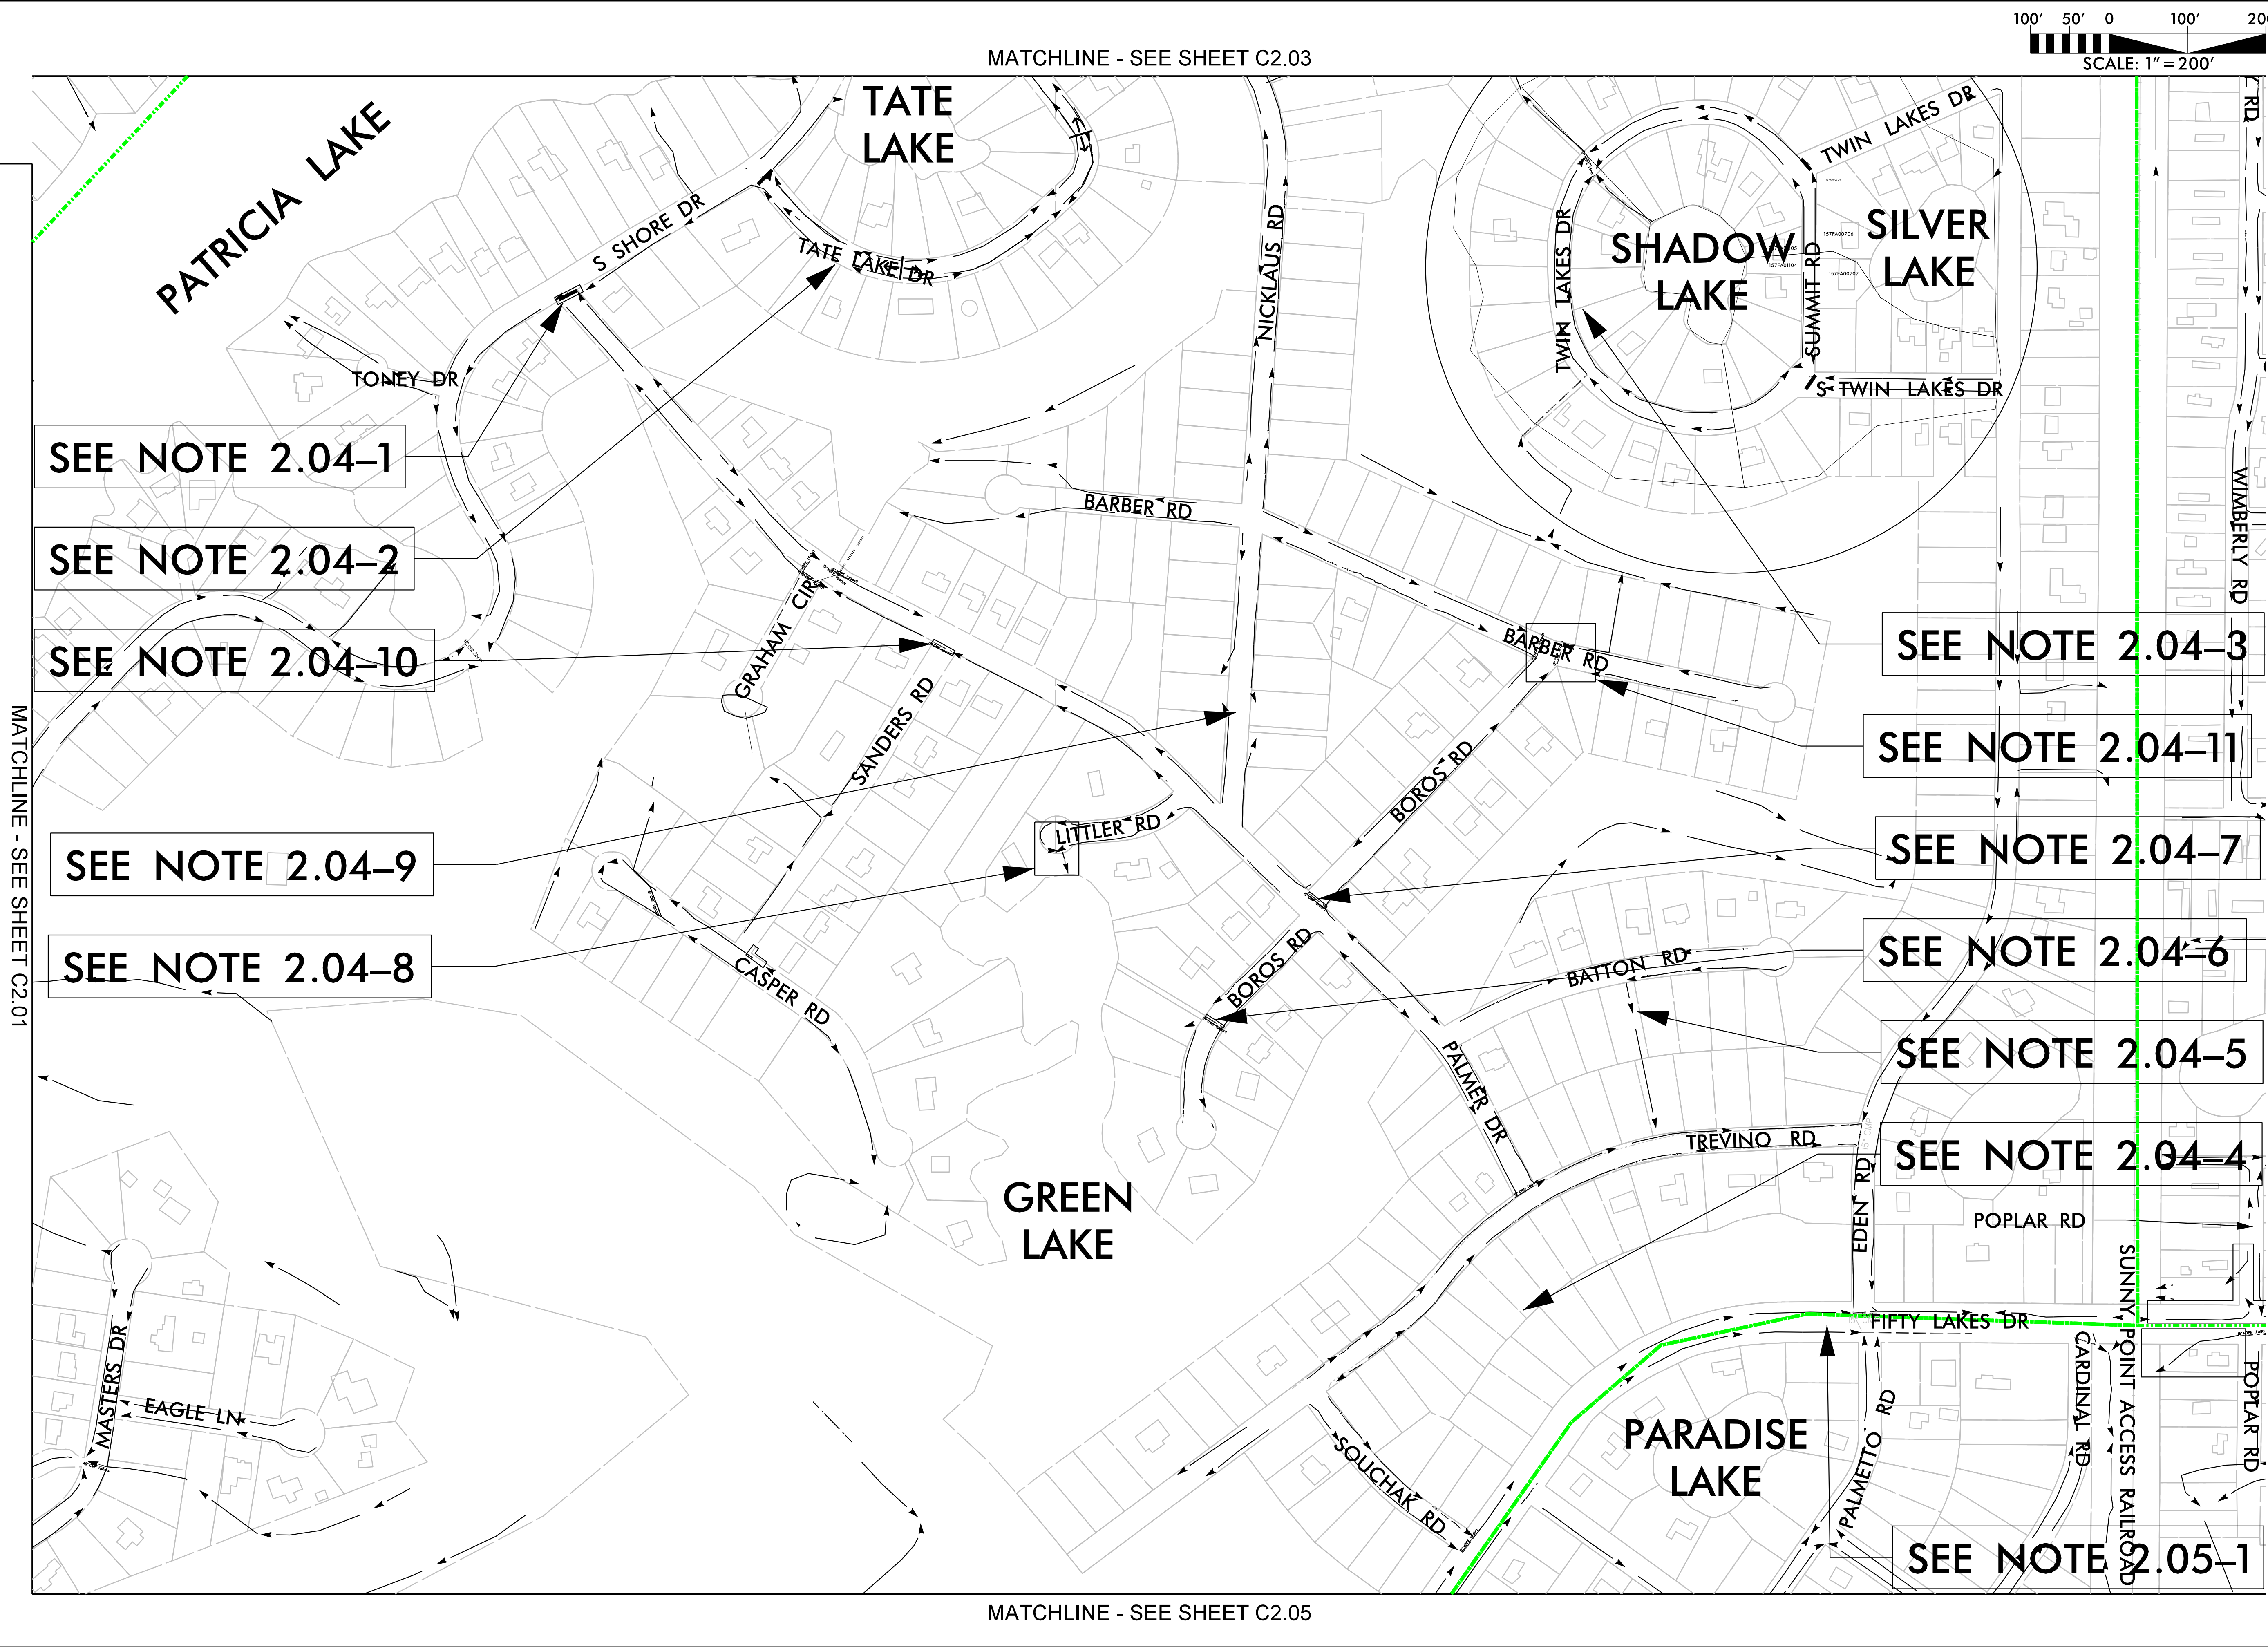 100' 50' 0 100'
SCALE: 1"=200'
MATCHLINE - SEE SHEET C2.03
PATRICIA LAKE
TATE
LAKE
S SHORE DR
TATE LAKE DR
TONEY DR
NICKLAUS RD
TWIN LAKES DR
TWIN LAKES DR
SHADOW
LAKE
SUMMIT RD
SILVER
LAKE
157FA00706
157FA01104
157FA00707
S TWIN LAKES DR
RD
WIMBERLY RD
SEE NOTE 2.04–1
SEE NOTE 2.04–2
SEE NOTE 2.04–10
BARBER RD
BARBER RD
GRAHAM CIR
SANDERS RD
SEE NOTE 2.04–3
SEE NOTE 2.04–11
SEE NOTE 2.04–9
SEE NOTE 2.04–8
LITTLER RD
BOROS RD
SEE NOTE 2.04–7
SEE NOTE 2.04–6
SEE NOTE 2.04–5
SEE NOTE 2.04–4
MATCHLINE - SEE SHEET C2.01
CASPER RD
BOROS RD
BATTON RD
PALMER DR
TREVINO RD
EDEN RD
POPLAR RD
GREEN
LAKE
MASTERS DR
EAGLE LN
FIFTY LAKES DR
SUNNY POINT ACCESS RAILROAD
CARDINAL RD
POPLAR RD
PALMETTO RD
PARADISE
LAKE
SOUCHAK RD
SEE NOTE 2.05–1
MATCHLINE - SEE SHEET C2.05